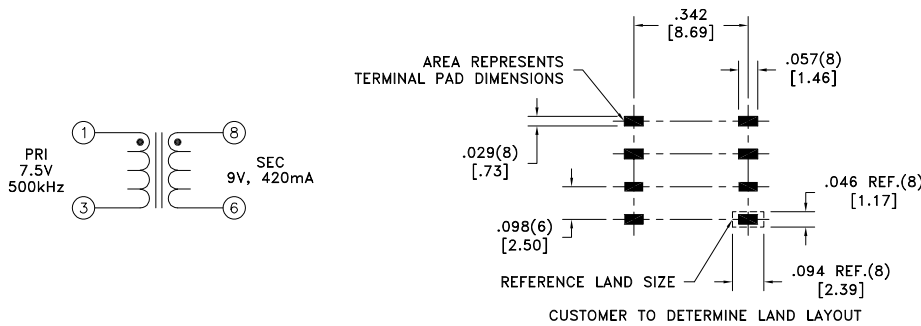 1
3
PRI
7.5V
500kHz
8
6
SEC
9V, 420mA
.342
[8.69]
AREA REPRESENTS
TERMINAL PAD DIMENSIONS
.057(8)
[1.46]
.029(8)
[.73]
.046 REF.(8)
[1.17]
.098(6)
[2.50]
REFERENCE LAND SIZE
.094 REF.(8)
[2.39]
CUSTOMER TO DETERMINE LAND LAYOUT